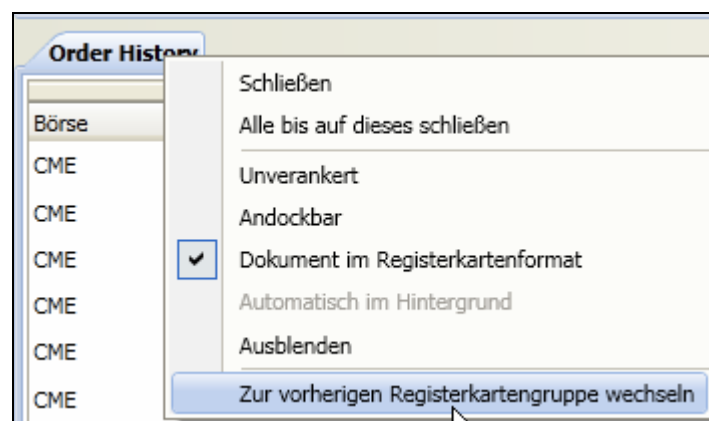 Order History
Schließen
Börse
Alle bis auf dieses schließen
CME
Unverankert
CME
Andockbar
CME
Dokument im Registerkartenformat
CME
Automatisch im Hintergrund
CME
Ausblenden
CME
Zur vorherigen Registerkartengruppe wechseln